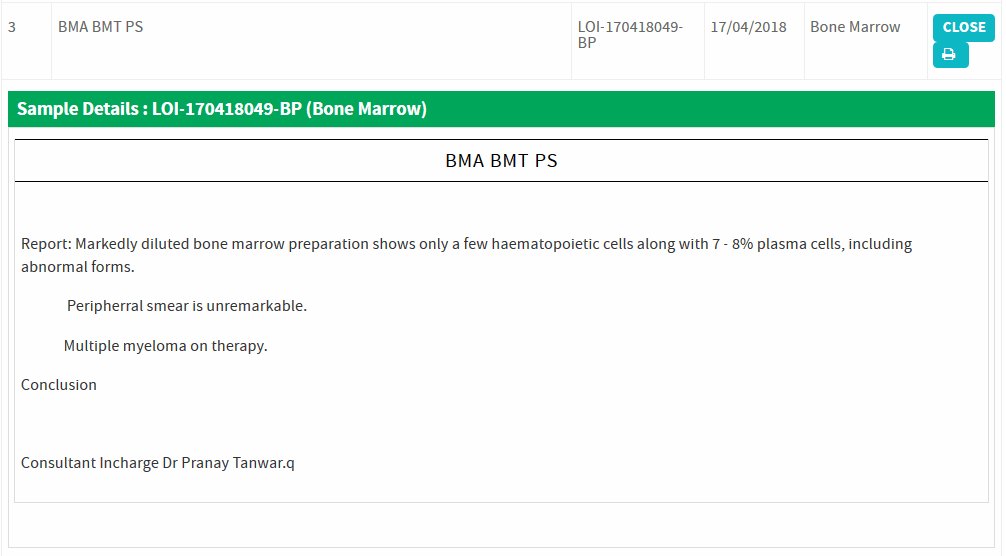 3 BMA BMT PS LOI-170418049-BP 17/04/2018 Bone Marrow CLOSE
Sample Details : LOI-170418049-BP (Bone Marrow)
BMA BMT PS
Report: Markedly diluted bone marrow preparation shows only a few haematopoietic cells along with 7 - 8% plasma cells, including
abnormal forms.
Peripherral smear is unremarkable.
Multiple myeloma on therapy.
Conclusion
Consultant Incharge Dr Pranay Tanwar.q